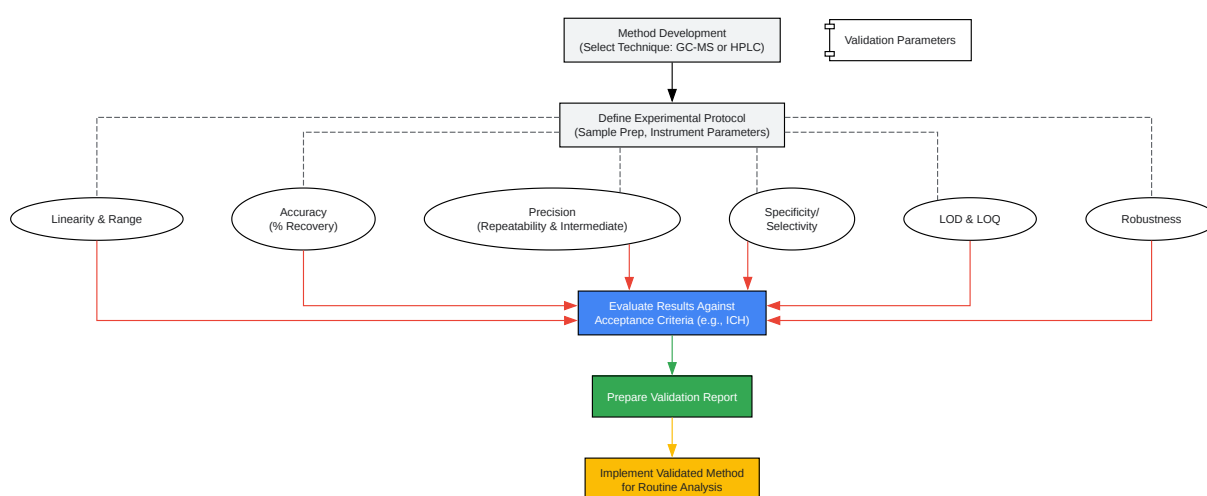 Method Development
(Select Technique: GC-MS or HPLC)
Validation Parameters
Define Experimental Protocol
(Sample Prep, Instrument Parameters)
Linearity & Range
Accuracy
(% Recovery)
Precision
(Repeatability & Intermediate)
Specificity/
Selectivity
LOD & LOQ
Robustness
Evaluate Results Against
Acceptance Criteria (e.g., ICH)
Prepare Validation Report
Implement Validated Method
for Routine Analysis